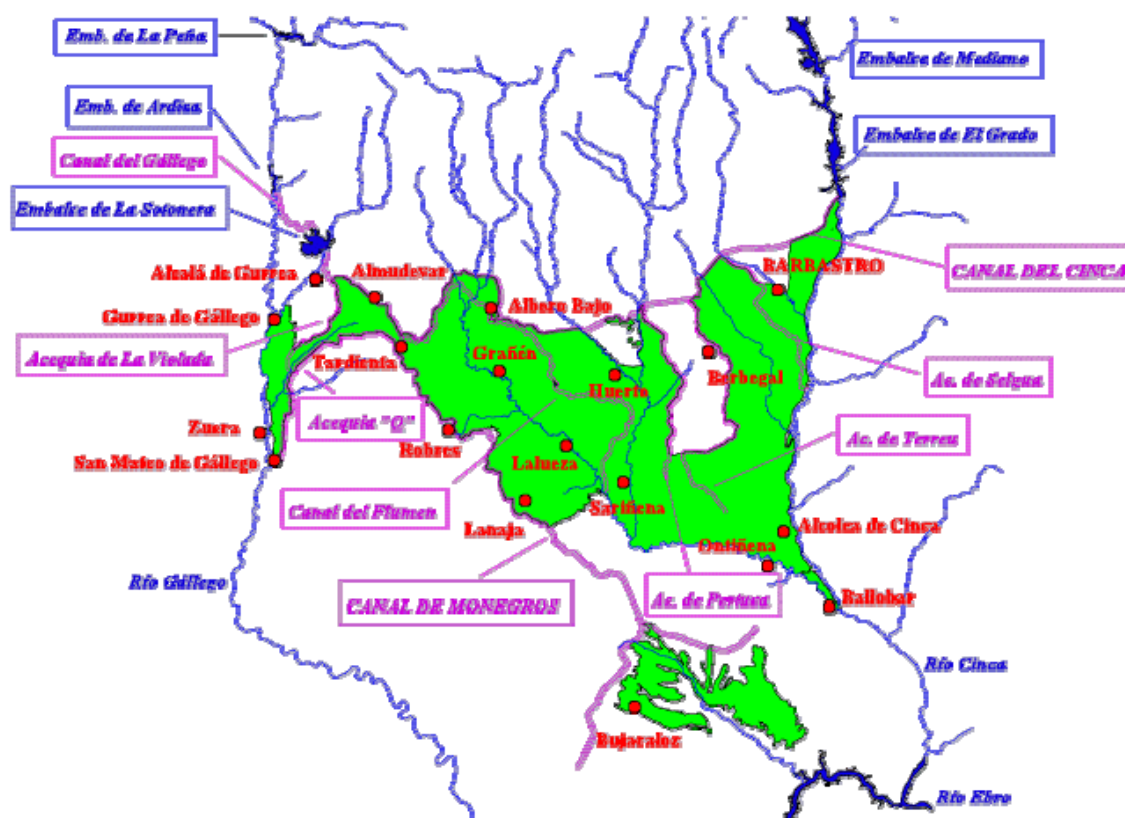 Emb. de La Peña
Embalse de Mediano
Emb. de Ardisa
Embalse de El Grado
Canal del Gállego
Embalse de La Sotonera
Alcalá de Gurrea
Almudevar
BARBASTRO
CANAL DEL CINCA
Gurrea de Gállego
Albero Bajo
Acequia de La Violada
Tardienta
Grañén
Huerto
Berbegal
Ac. de Selgua
Acequia "Q"
Zuera
Robres
Ac. de Terreu
San Mateo de Gállego
Lalueza
Canal del Flumen
Sariñena
Lanaja
Alcolea de Cinca
Ontiñena
Río Gállego
CANAL DE MONEGROS
Ac. de Pertusa
Ballobar
Río Cinca
Bujaraloz
Río Ebro